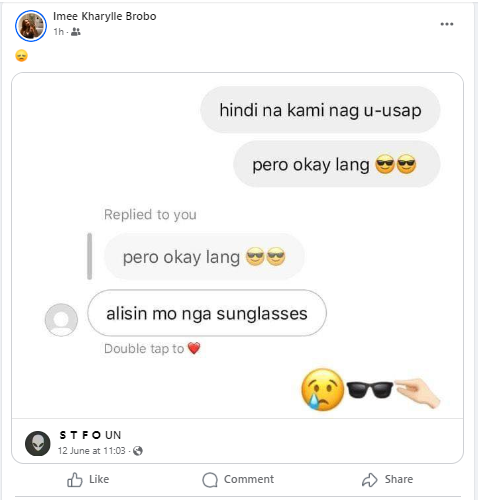 Imee Kharylle Brobo
1h ·
hindi na kami nag u-usap
pero okay lang 😎😎
Replied to you
pero okay lang 😎😎
alisin mo nga sunglasses
Double tap to ❤️
S T F O UN
12 June at 11:03 ·
Like
Comment
Share